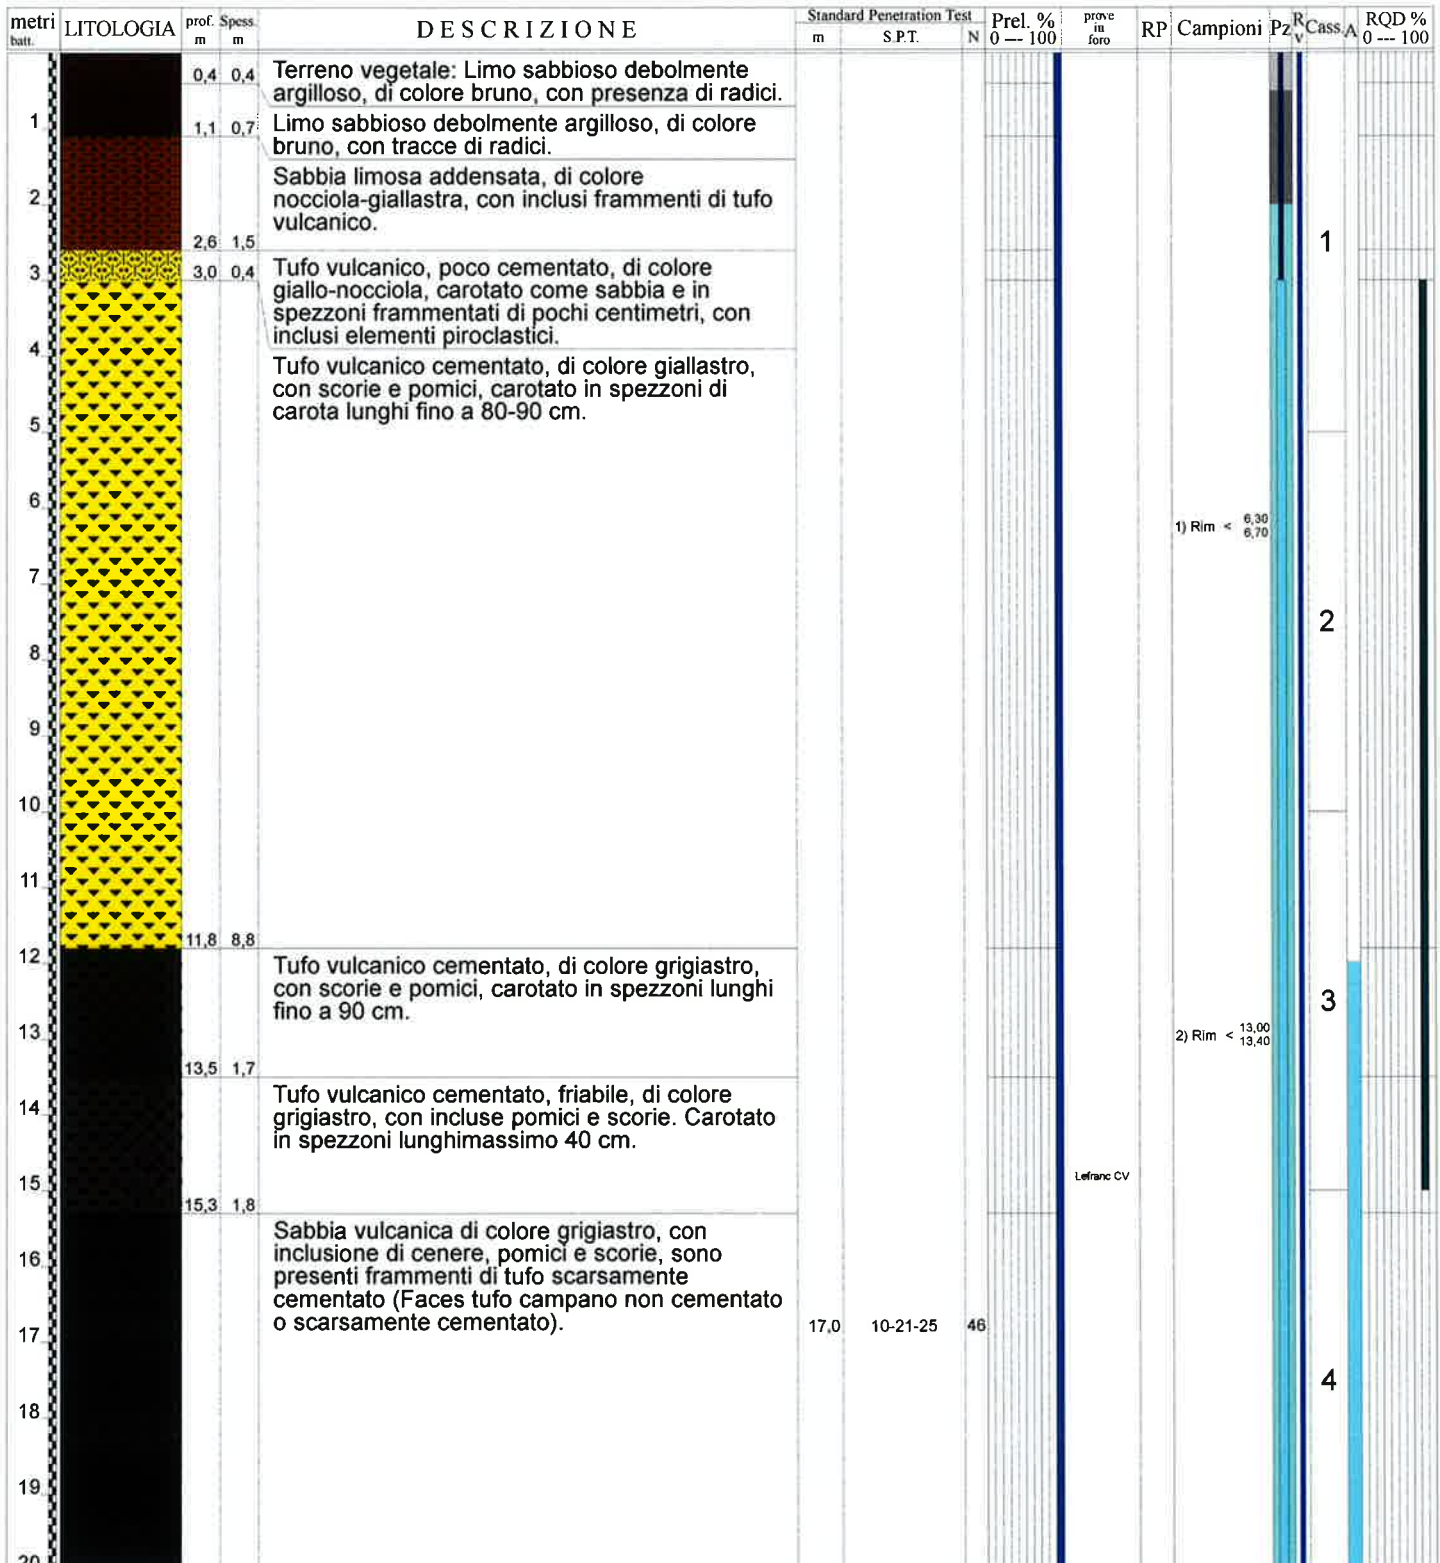 metri batt. LITOLOGIA prof. m Spess. m DESCRIZIONE Standard Penetration Test m S.P.T. N Prel. % 0 --- 100 prove in foro RP Campioni Pz Rv Cass. A RQD % 0 --- 100
0,4 0,4 Terreno vegetale: Limo sabbioso debolmente
argilloso, di colore bruno, con presenza di radici.
1
1,1 0,7 Limo sabbioso debolmente argilloso, di colore
bruno, con tracce di radici.
Sabbia limosa addensata, di colore
2 nocciola-giallastra, con inclusi frammenti di tufo
vulcanico.
2,6 1,5
1
3 3,0 0,4 Tufo vulcanico, poco cementato, di colore
giallo-nocciola, carotato come sabbia e in
spezzoni frammentati di pochi centimetri, con
inclusi elementi piroclastici.
4
Tufo vulcanico cementato, di colore giallastro,
con scorie e pomici, carotato in spezzoni di
carota lunghi fino a 80-90 cm.
5
6
1) Rim < 6,30
6,70
7
2
8
9
10
11
11,8 8,8
12
Tufo vulcanico cementato, di colore grigiastro,
con scorie e pomici, carotato in spezzoni lunghi
fino a 90 cm.
3
13
2) Rim < 13,00
13,40
13,5 1,7
Tufo vulcanico cementato, friabile, di colore
14 grigiastro, con incluse pomici e scorie. Carotato
in spezzoni lunghimassimo 40 cm.
Lefranc CV
15
15,3 1,8
Sabbia vulcanica di colore grigiastro, con
16 inclusione di cenere, pomici e scorie, sono
presenti frammenti di tufo scarsamente
cementato (Faces tufo campano non cementato
o scarsamente cementato).
17 17,0 10-21-25 46
4
18
19
20